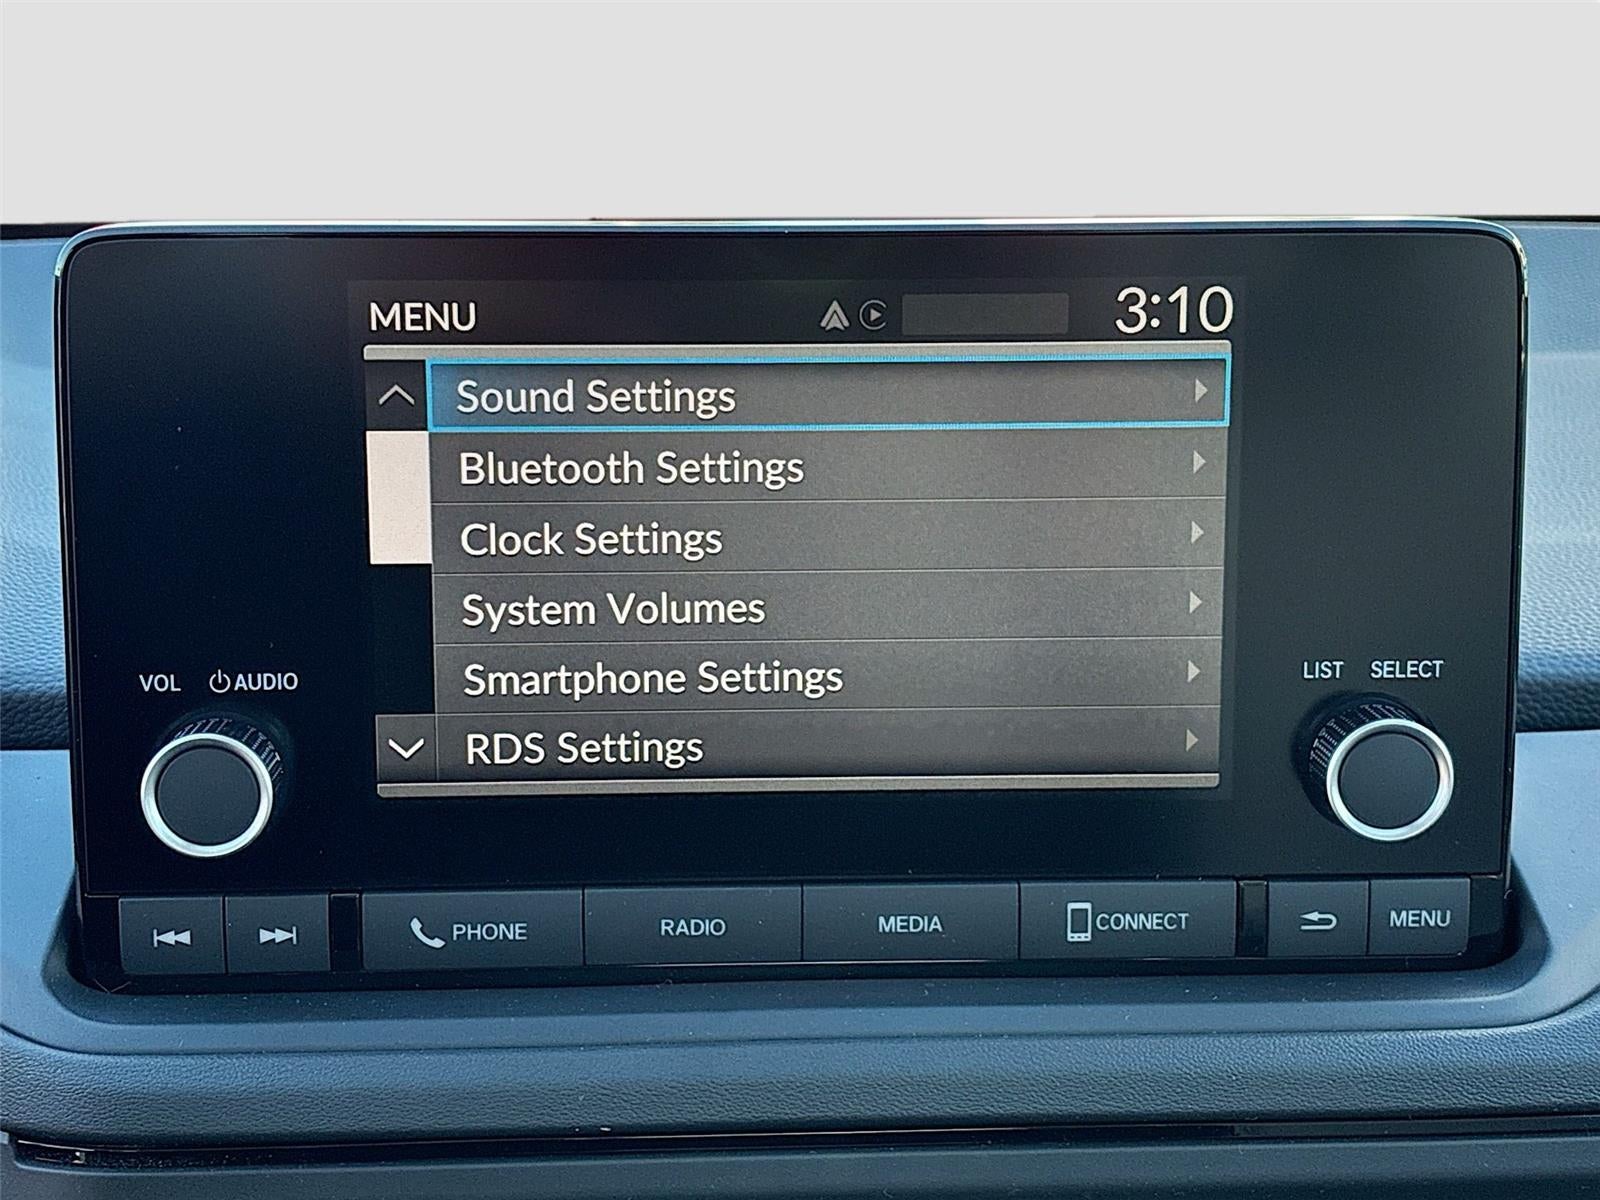 MENU 3:10
Sound Settings
Bluetooth Settings
Clock Settings
System Volumes
Smartphone Settings
RDS Settings
VOL AUDIO
LIST SELECT
PHONE RADIO MEDIA CONNECT MENU